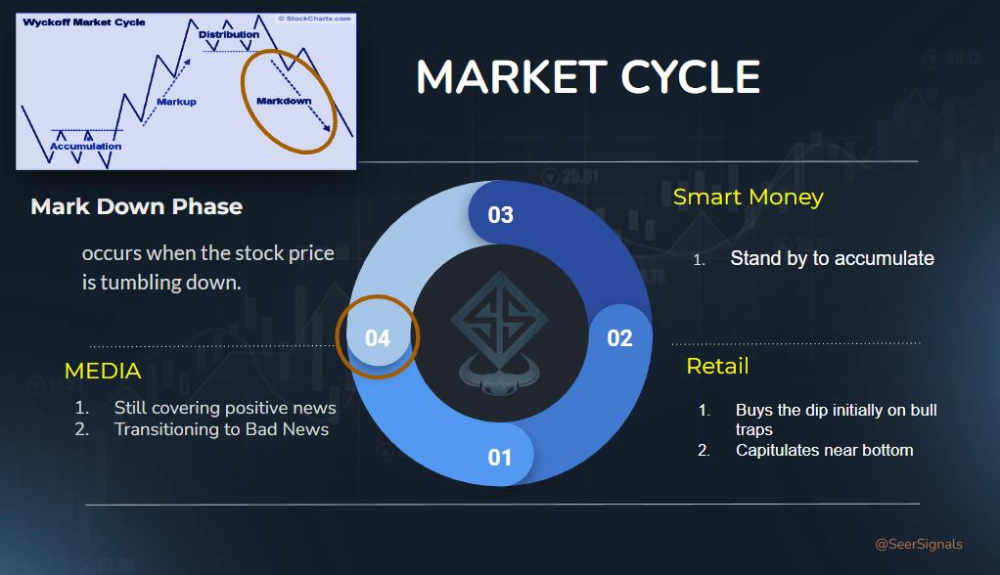 Wyckoff Market Cycle
© StockCharts.com
Distribution
Markup
Markdown
Accumulation
MARKET CYCLE
Mark Down Phase
occurs when the stock price
is tumbling down.
MEDIA
1. Still covering positive news
2. Transitioning to Bad News
03
02
04
01
Smart Money
1. Stand by to accumulate
Retail
1. Buys the dip initially on bull
traps
2. Capitulates near bottom
@SeerSignals
25.01